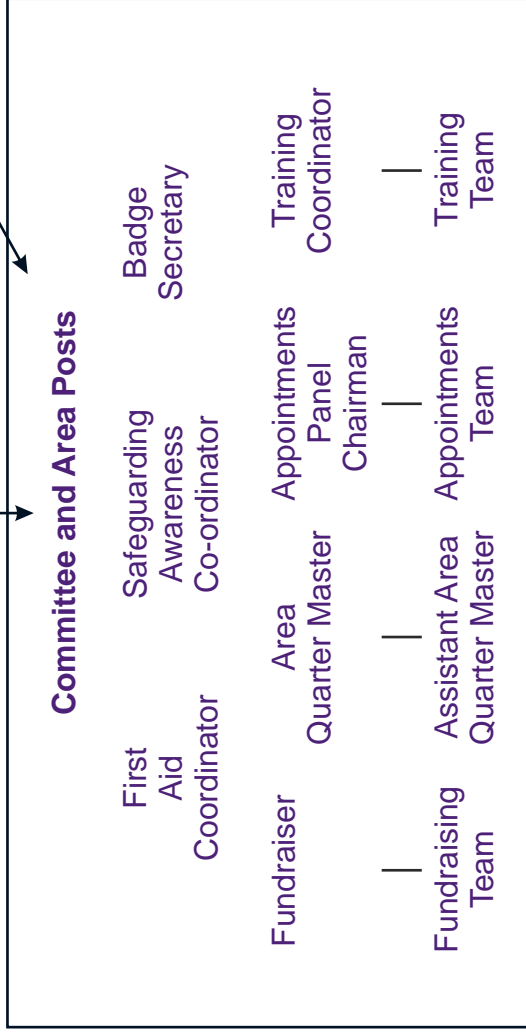 Committee and Area Posts
First
Aid
Coordinator
Safeguarding
Awareness
Co-ordinator
Badge
Secretary
Fundraiser
Area
Quarter Master
Appointments
Panel
Chairman
Training
Coordinator
Fundraising
Team
Assistant Area
Quarter Master
Appointments
Team
Training
Team